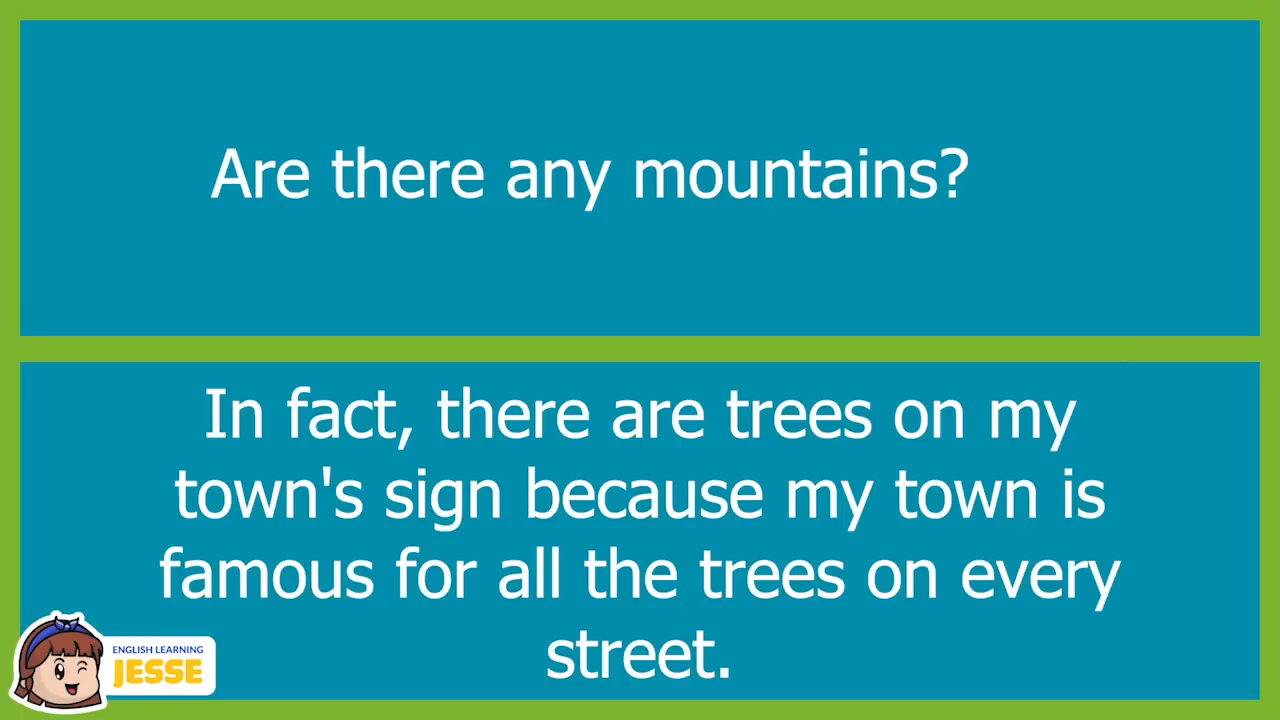 Are there any mountains?
In fact, there are trees on my
town's sign because my town is
famous for all the trees on every
street.
ENGLISH LEARNING
JESSE